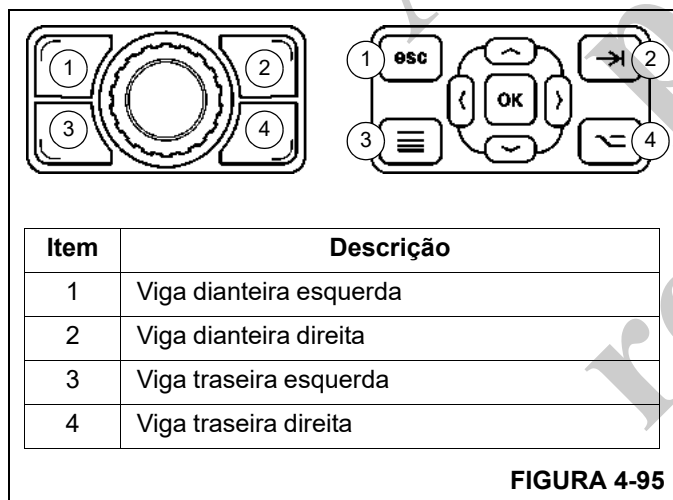 1 2
3 4
1 esc 2
OK
3 4
Item Descrição
1 Viga dianteira esquerda
2 Viga dianteira direita
3 Viga traseira esquerda
4 Viga traseira direita
FIGURA 4-95